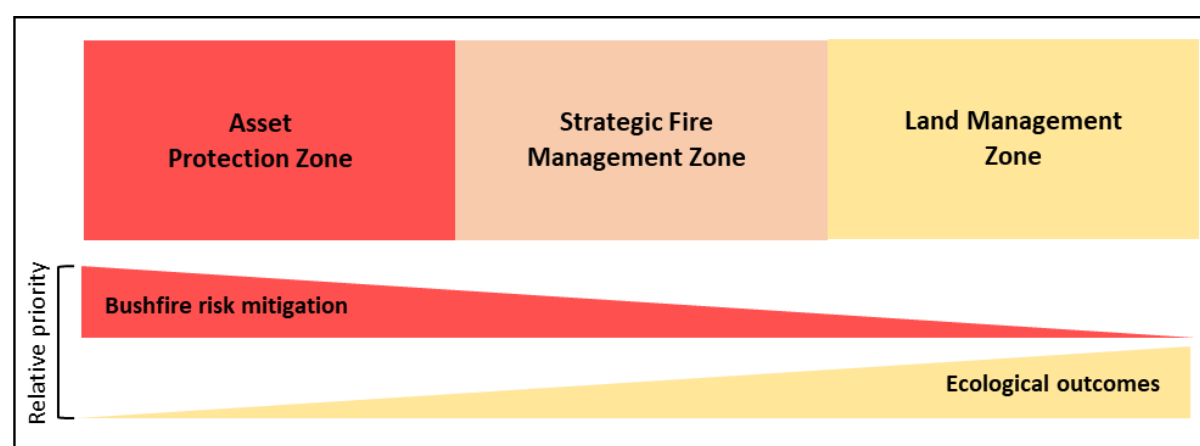 Asset
Protection Zone
Strategic Fire
Management Zone
Land Management
Zone
Relative priority
Bushfire risk mitigation
Ecological outcomes